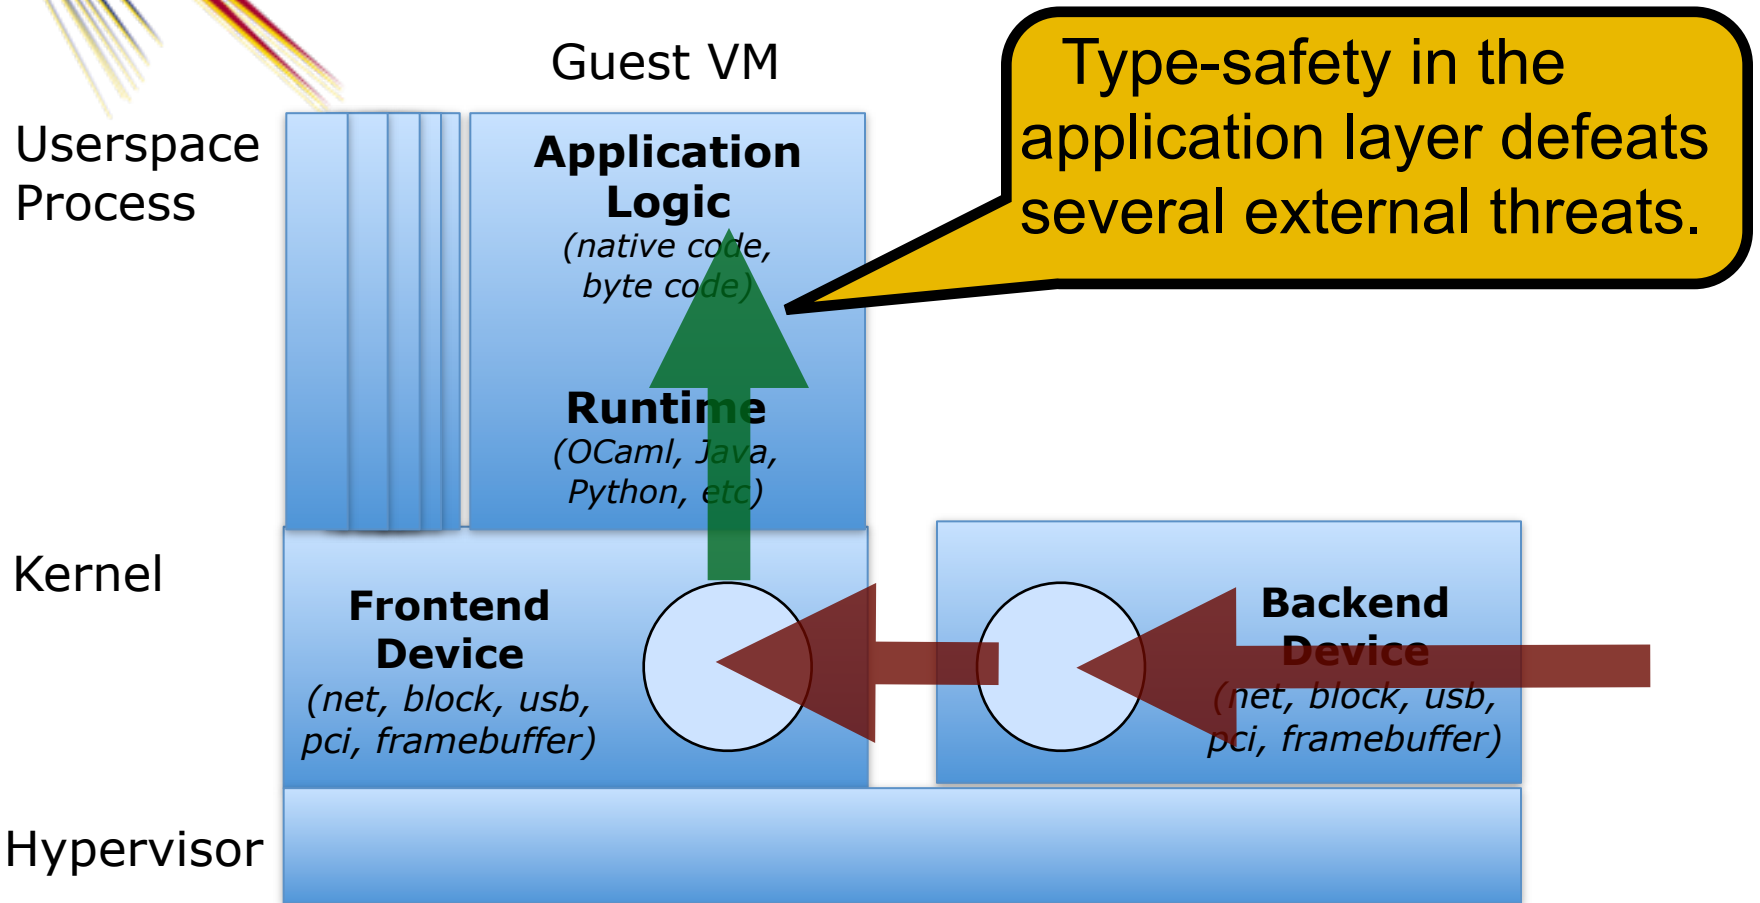 Guest VM
Type-safety in the
application layer defeats
several external threats.
Userspace
Process
Application
Logic
(native code,
byte code)
Runtime
(OCaml, Java,
Python, etc)
Kernel
Frontend
Device
(net, block, usb,
pci, framebuffer)
Backend
Device
(net, block, usb,
pci, framebuffer)
Hypervisor